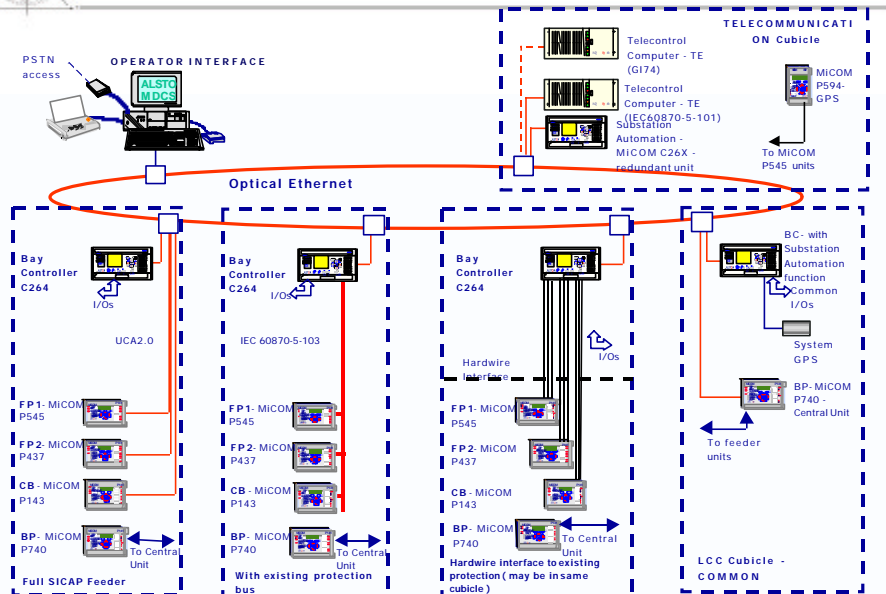 TELECOMMUNICATI
ON Cubicle
Telecontrol
Computer - TE
(GI74)
Telecontrol
Computer - TE
(IEC60870-5-101)
Substation
Automation -
MiCOM C26X -
redundant unit
MiCOM
P594-
GPS
To MiCOM
P545 units
PSTN
access
OPERATOR INTERFACE
ALSTO
M DCS
Optical Ethernet
Bay
Controller
C264
I/Os
UCA2.0
FP1- MiCOM
P545
FP2- MiCOM
P437
CB - MiCOM
P143
BP- MiCOM
P740
To Central
Unit
Full SICAP Feeder
Bay
Controller
C264
I/Os
IEC 60870-5-103
FP1- MiCOM
P545
FP2- MiCOM
P437
CB - MiCOM
P143
BP- MiCOM
P740
To Central
Unit
With existing protection
bus
Bay
Controller
C264
I/Os
Hardwire
Interface
FP1- MiCOM
P545
FP2- MiCOM
P437
CB - MiCOM
P143
BP- MiCOM
P740
To Central
Unit
Hardwire interface to existing
protection ( may be in same
cubicle )
BC- with
Substation
Automation
function
Common
I/Os
System
GPS
BP- MiCOM
P740 -
Central Unit
To feeder
units
LCC Cubicle -
COMMON